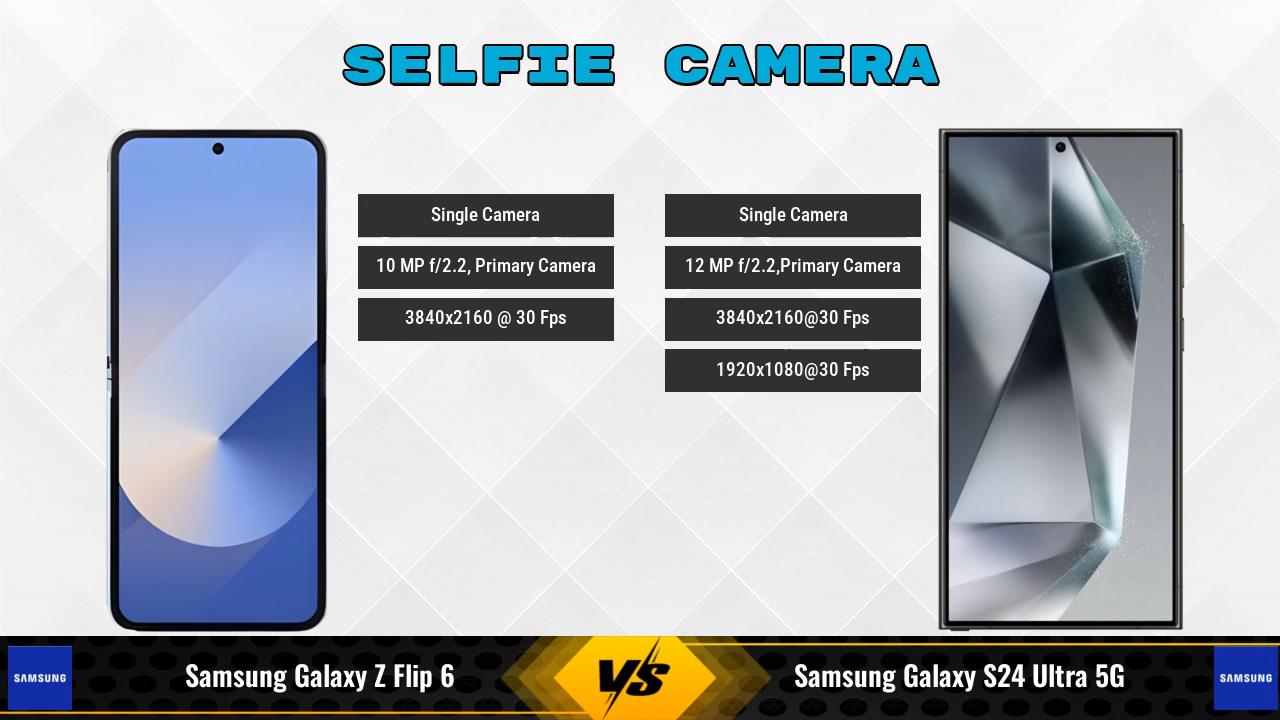 SELFIE CAMERA
Single Camera
10 MP f/2.2, Primary Camera
3840x2160 @ 30 Fps
Single Camera
12 MP f/2.2,Primary Camera
3840x2160@30 Fps
1920x1080@30 Fps
SAMSUNG
Samsung Galaxy Z Flip 6
VS
Samsung Galaxy S24 Ultra 5G
SAMSUNG